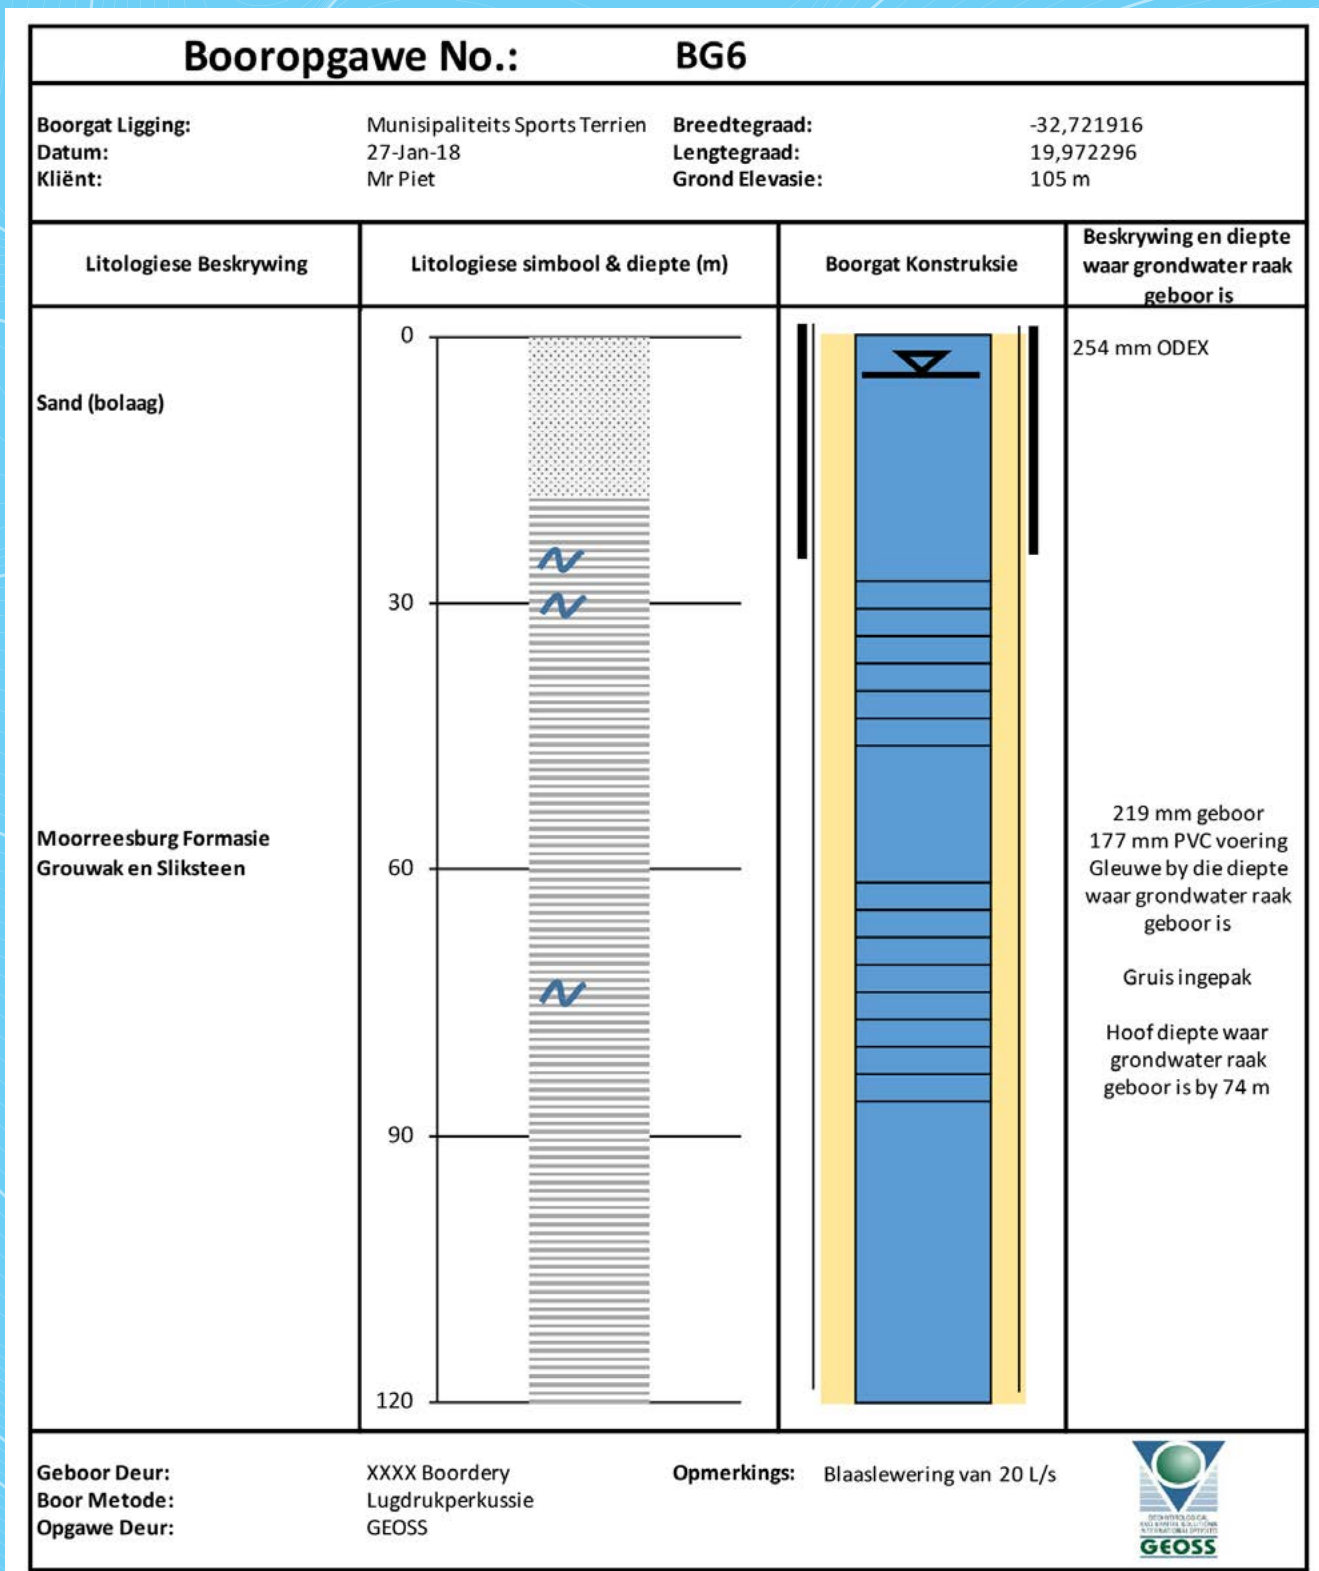 Booropgawe No.: BG6
Boorgat Ligging: Munisipaliteits Sports Terrien Breedtegraad: -32,721916
Datum: 27-Jan-18 Lengtegraad: 19,972296
Kliënt: Mr Piet Grond Elevasie: 105 m
Litologiese Beskrywing
Litologiese simbool & diepte (m)
Boorgat Konstruksie
Beskrywing en diepte
waar grondwater raak
geboor is
0
254 mm ODEX
Sand (bolaag)
30
Moorreesburg Formasie
Grouwak en Sliksteen
60
219 mm geboor
177 mm PVC voering
Gleuwe by die diepte
waar grondwater raak
geboor is
Gruis ingepak
Hoof diepte waar
grondwater raak
geboor is by 74 m
90
120
Geboor Deur: XXXX Boordery Opmerkings: Blaaslewering van 20 L/s
Boor Metode: Lugdrukperkussie
Opgawe Deur: GEOSS
GEOSS